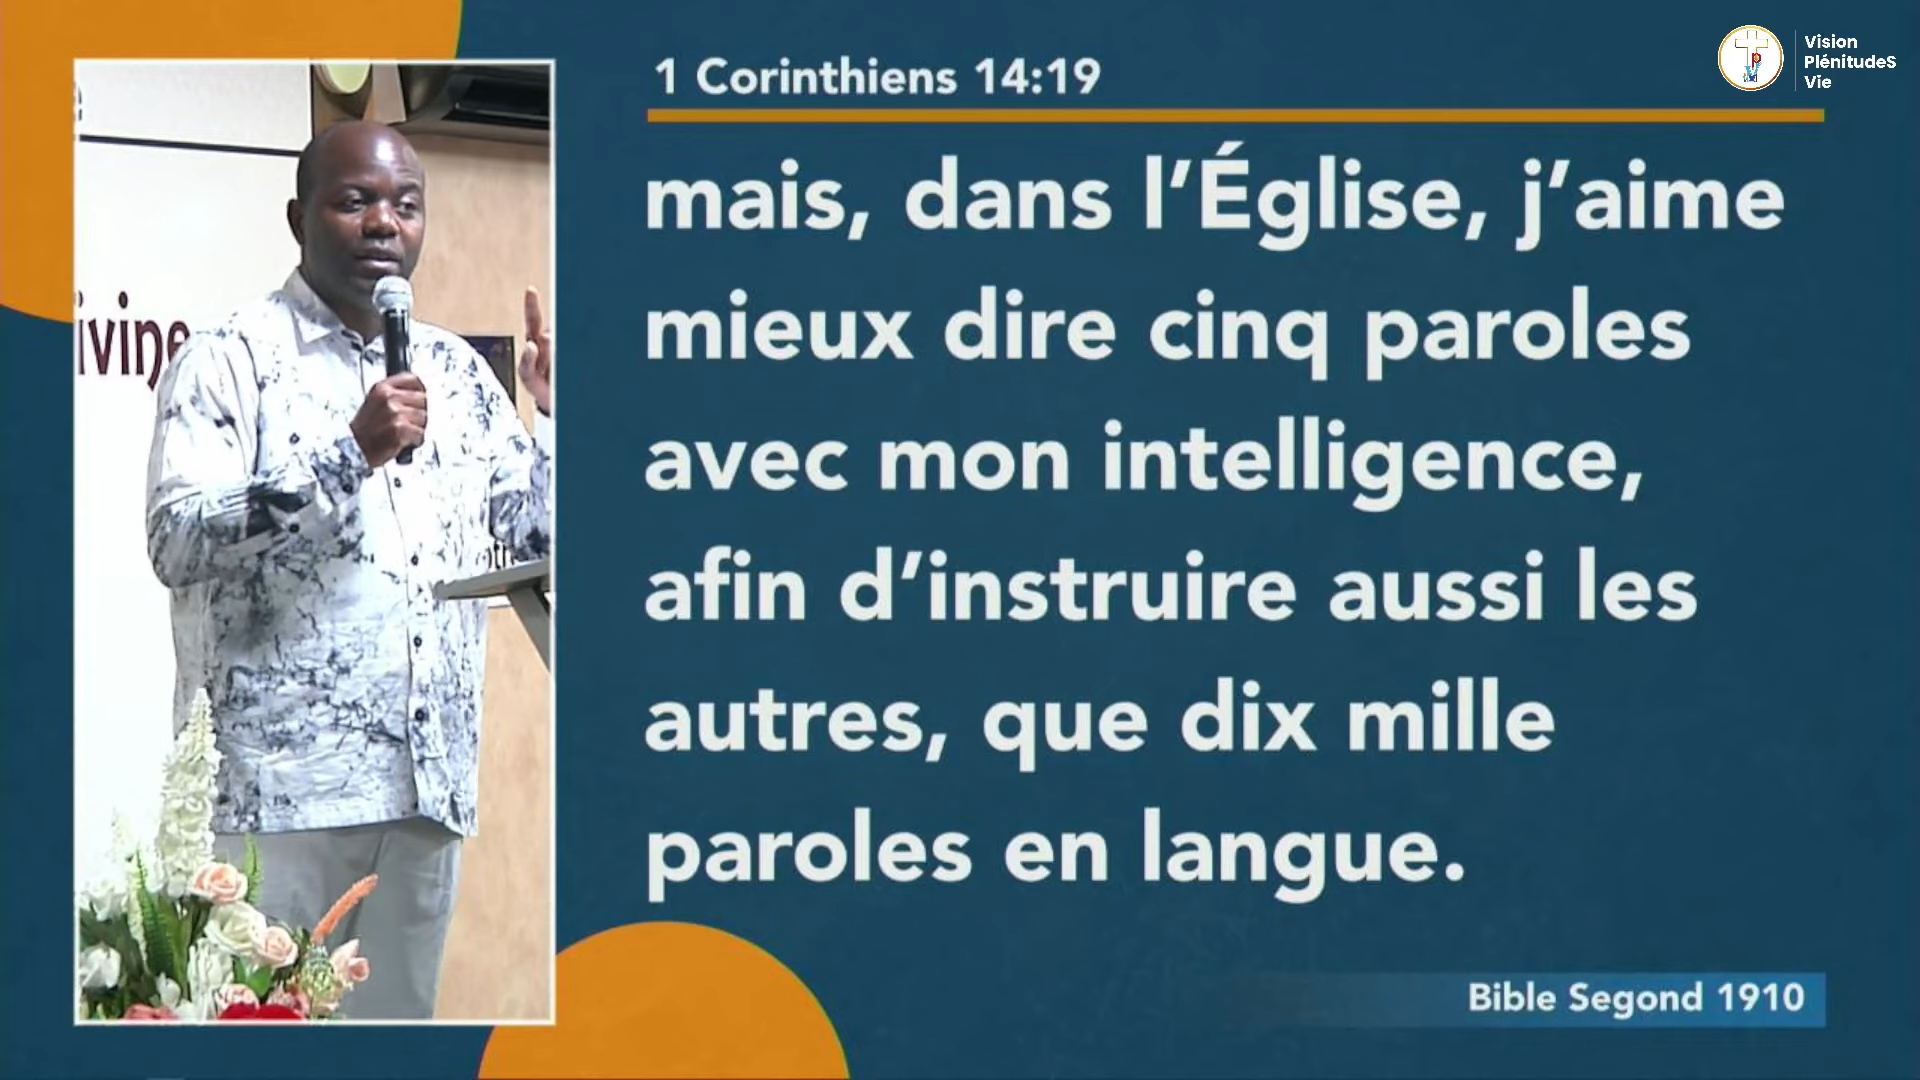 1 Corinthiens 14:19
mais, dans l’Église, j’aime
mieux dire cinq paroles
avec mon intelligence,
afin d’instruire aussi les
autres, que dix mille
paroles en langue.
Bible Segond 1910
Vision
PlénitudeS
Vie
ivine